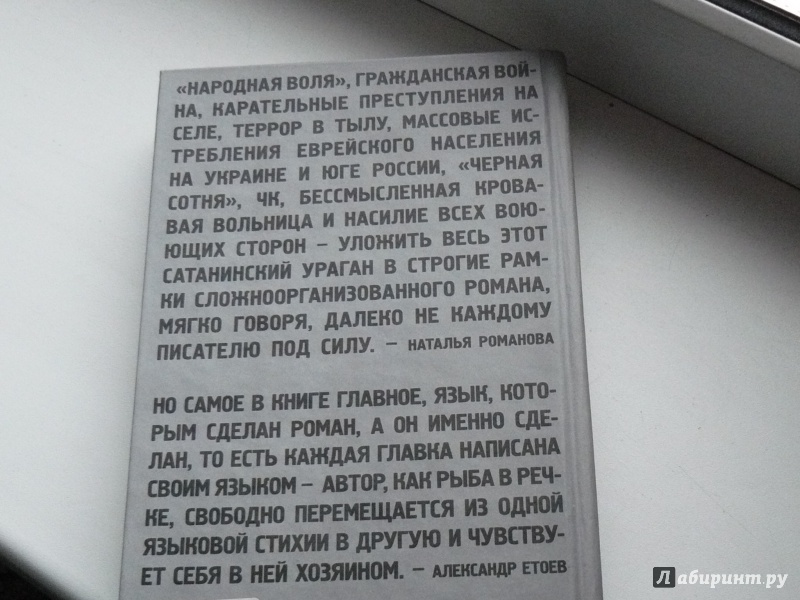 «НАРОДНАЯ ВОЛЯ», ГРАЖДАНСКАЯ ВОЙ-
НА, КАРАТЕЛЬНЫЕ ПРЕСТУПЛЕНИЯ НА
СЕЛЕ, ТЕРРОР В ТЫЛУ, МАССОВЫЕ ИС-
ТРЕБЛЕНИЯ ЕВРЕЙСКОГО НАСЕЛЕНИЯ
НА УКРАИНЕ И ЮГЕ РОССИИ, «ЧЕРНАЯ
СОТНЯ», ЧК, БЕССМЫСЛЕННАЯ КРОВА-
ВАЯ ВОЛЬНИЦА И НАСИЛИЕ ВСЕХ ВОЮ-
ЮЩИХ СТОРОН – УЛОЖИТЬ ВЕСЬ ЭТОТ
САТАНИНСКИЙ УРАГАН В СТРОГИЕ РАМ-
КИ СЛОЖНООРГАНИЗОВАННОГО РОМАНА,
МЯГКО ГОВОРЯ, ДАЛЕКО НЕ КАЖДОМУ
ПИСАТЕЛЮ ПОД СИЛУ. – НАТАЛЬЯ РОМАНОВА
НО САМОЕ В КНИГЕ ГЛАВНОЕ, ЯЗЫК, КОТО-
РЫМ СДЕЛАН РОМАН, А ОН ИМЕННО СДЕ-
ЛАН, ТО ЕСТЬ КАЖДАЯ ГЛАВКА НАПИСАНА
СВОИМ ЯЗЫКОМ – АВТОР, КАК РЫБА В РЕЧ-
КЕ, СВОБОДНО ПЕРЕМЕЩАЕТСЯ ИЗ ОДНОЙ
ЯЗЫКОВОЙ СТИХИИ В ДРУГУЮ И ЧУВСТВУ-
ЕТ СЕБЯ В НЕЙ ХОЗЯИНОМ. – АЛЕКСАНДР ЕТОЕВ
Лабиринт.ру